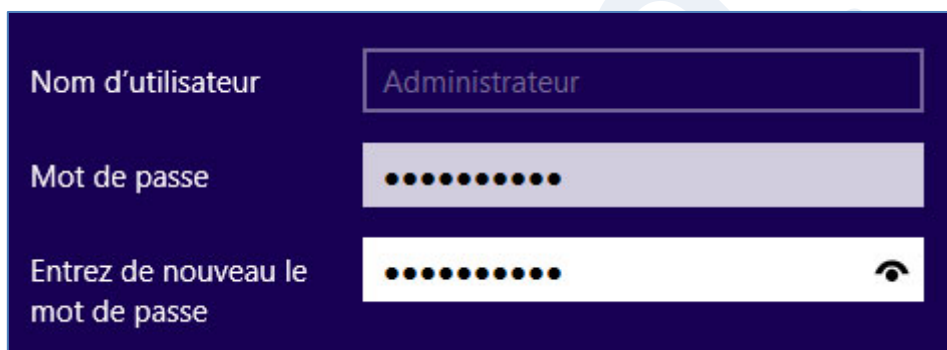 Nom d’utilisateur Administrateur
Mot de passe ●●●●●●●●●●
Entrez de nouveau le ●●●●●●●●●●
mot de passe